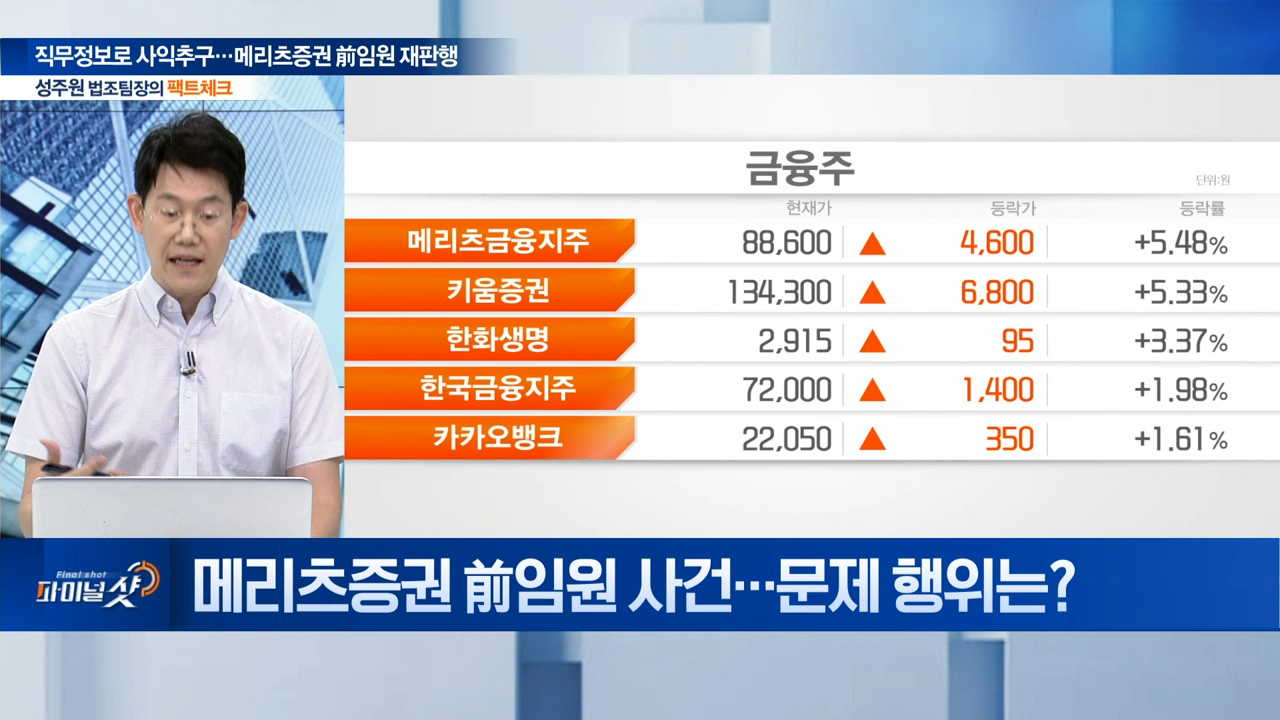 직무정보로 사익추구…메리츠증권 前임원 재판행
성주원 법조팀장의 팩트체크
금융주
단위:원
현재가 등락가 등락률
메리츠금융지주 88,600 ▲ 4,600 +5.48%
키움증권 134,300 ▲ 6,800 +5.33%
한화생명 2,915 ▲ 95 +3.37%
한국금융지주 72,000 ▲ 1,400 +1.98%
카카오뱅크 22,050 ▲ 350 +1.61%
Final shot
파이널샷
메리츠증권 前임원 사건…문제 행위는?